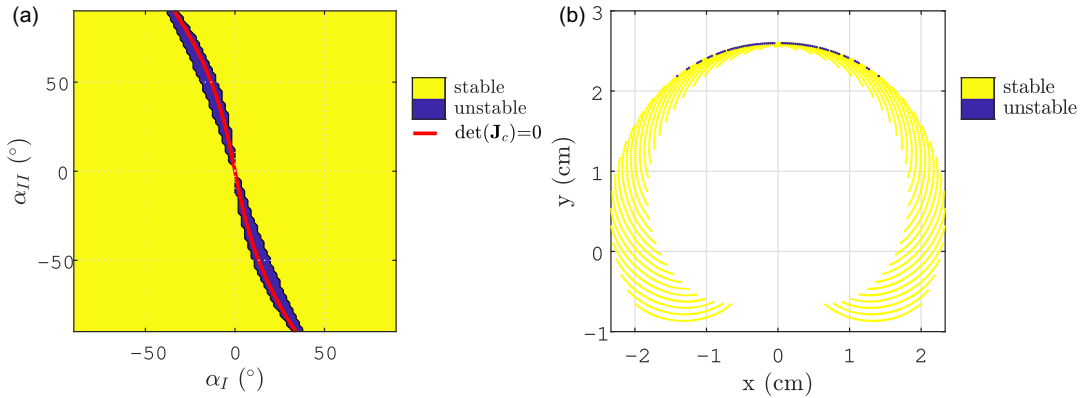 (a)
50
0
−50
α_II (°)
−50 0 50
α_I (°)
stable
unstable
det(J_c)=0
(b)
3
2
1
0
-1
y (cm)
−2 −1 0 1 2
x (cm)
stable
unstable